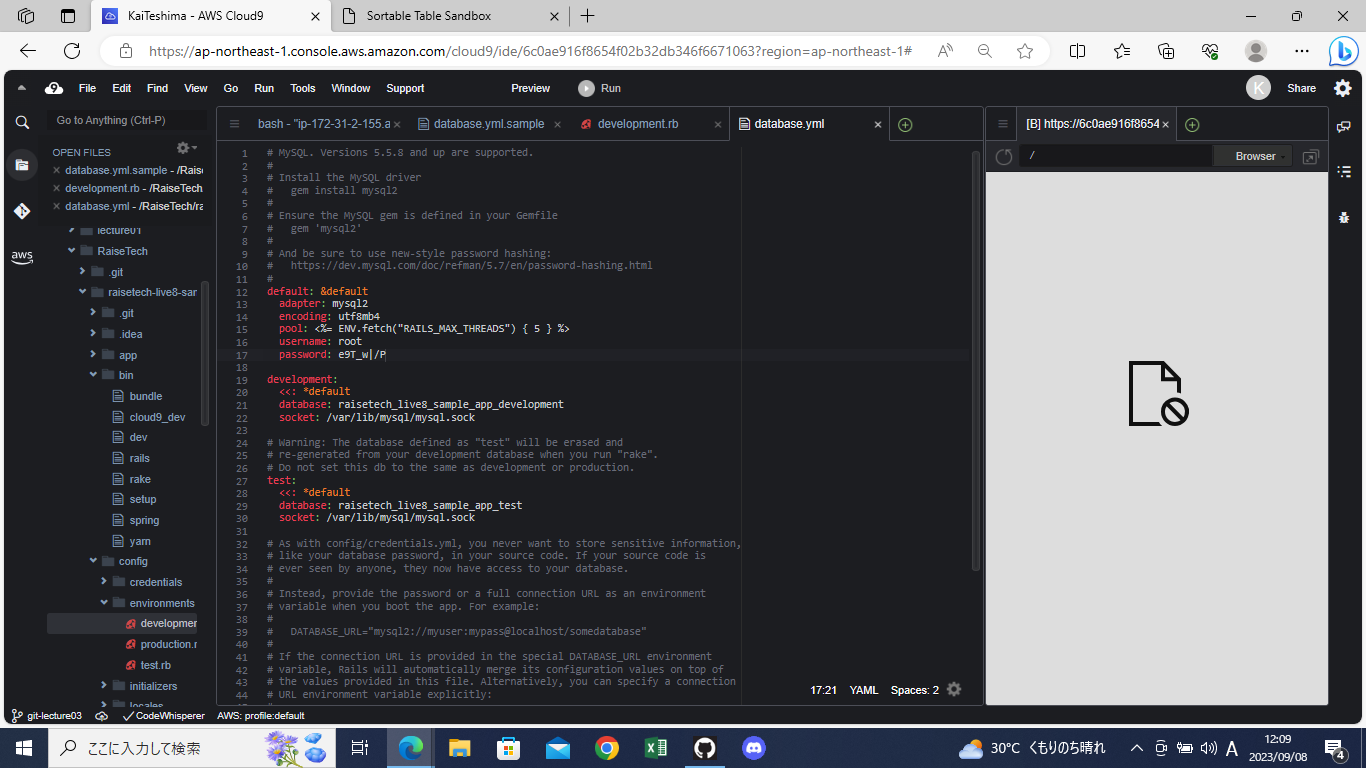 KaiTeshima - AWS Cloud9
Sortable Table Sandbox
https://ap-northeast-1.console.aws.amazon.com/cloud9/ide/6c0ae916f8654f02b32db346f6671063?region=ap-northeast-1#
File Edit Find View Go Run Tools Window Support Preview Run K Share
Go to Anything (Ctrl-P)
bash - "ip-172-31-2-155.a
database.yml.sample
development.rb
database.yml
[B] https://6c0ae916f8654
/
Browser
OPEN FILES
database.yml.sample - /Raise
development.rb - /RaiseTech
database.yml - /RaiseTech/ra
lecture01
RaiseTech
.git
raisetech-live8-sar
.git
.idea
app
bin
bundle
cloud9_dev
dev
rails
rake
setup
spring
yarn
config
credentials
environments
developmer
production.r
test.rb
initializers
locales
aws
1 # MySQL. Versions 5.5.8 and up are supported.
2 #
3 # Install the MySQL driver
4 #   gem install mysql2
5 #
6 # Ensure the MySQL gem is defined in your Gemfile
7 #   gem 'mysql2'
8 #
9 # And be sure to use new-style password hashing:
10 #   https://dev.mysql.com/doc/refman/5.7/en/password-hashing.html
11 #
12 default: &default
13   adapter: mysql2
14   encoding: utf8mb4
15   pool: <%= ENV.fetch("RAILS_MAX_THREADS") { 5 } %>
16   username: root
17   password: e9T_w|/P
18
19 development:
20   <<: *default
21   database: raisetech_live8_sample_app_development
22   socket: /var/lib/mysql/mysql.sock
23
24 # Warning: The database defined as "test" will be erased and
25 # re-generated from your development database when you run "rake".
26 # Do not set this db to the same as development or production.
27 test:
28   <<: *default
29   database: raisetech_live8_sample_app_test
30   socket: /var/lib/mysql/mysql.sock
31
32 # As with config/credentials.yml, you never want to store sensitive information,
33 # like your database password, in your source code. If your source code is
34 # ever seen by anyone, they now have access to your database.
35 #
36 # Instead, provide the password or a full connection URL as an environment
37 # variable when you boot the app. For example:
38 #
39 #   DATABASE_URL="mysql2://myuser:mypass@localhost/somedatabase"
40 #
41 # If the connection URL is provided in the special DATABASE_URL environment
42 # variable, Rails will automatically merge its configuration values on top of
43 # the values provided in this file. Alternatively, you can specify a connection
44 # URL environment variable explicitly:
17:21 YAML Spaces: 2
git-lecture03 CodeWhisperer AWS: profile:default
ここに入力して検索
30°C くもりのち晴れ
A
12:09
2023/09/08
4